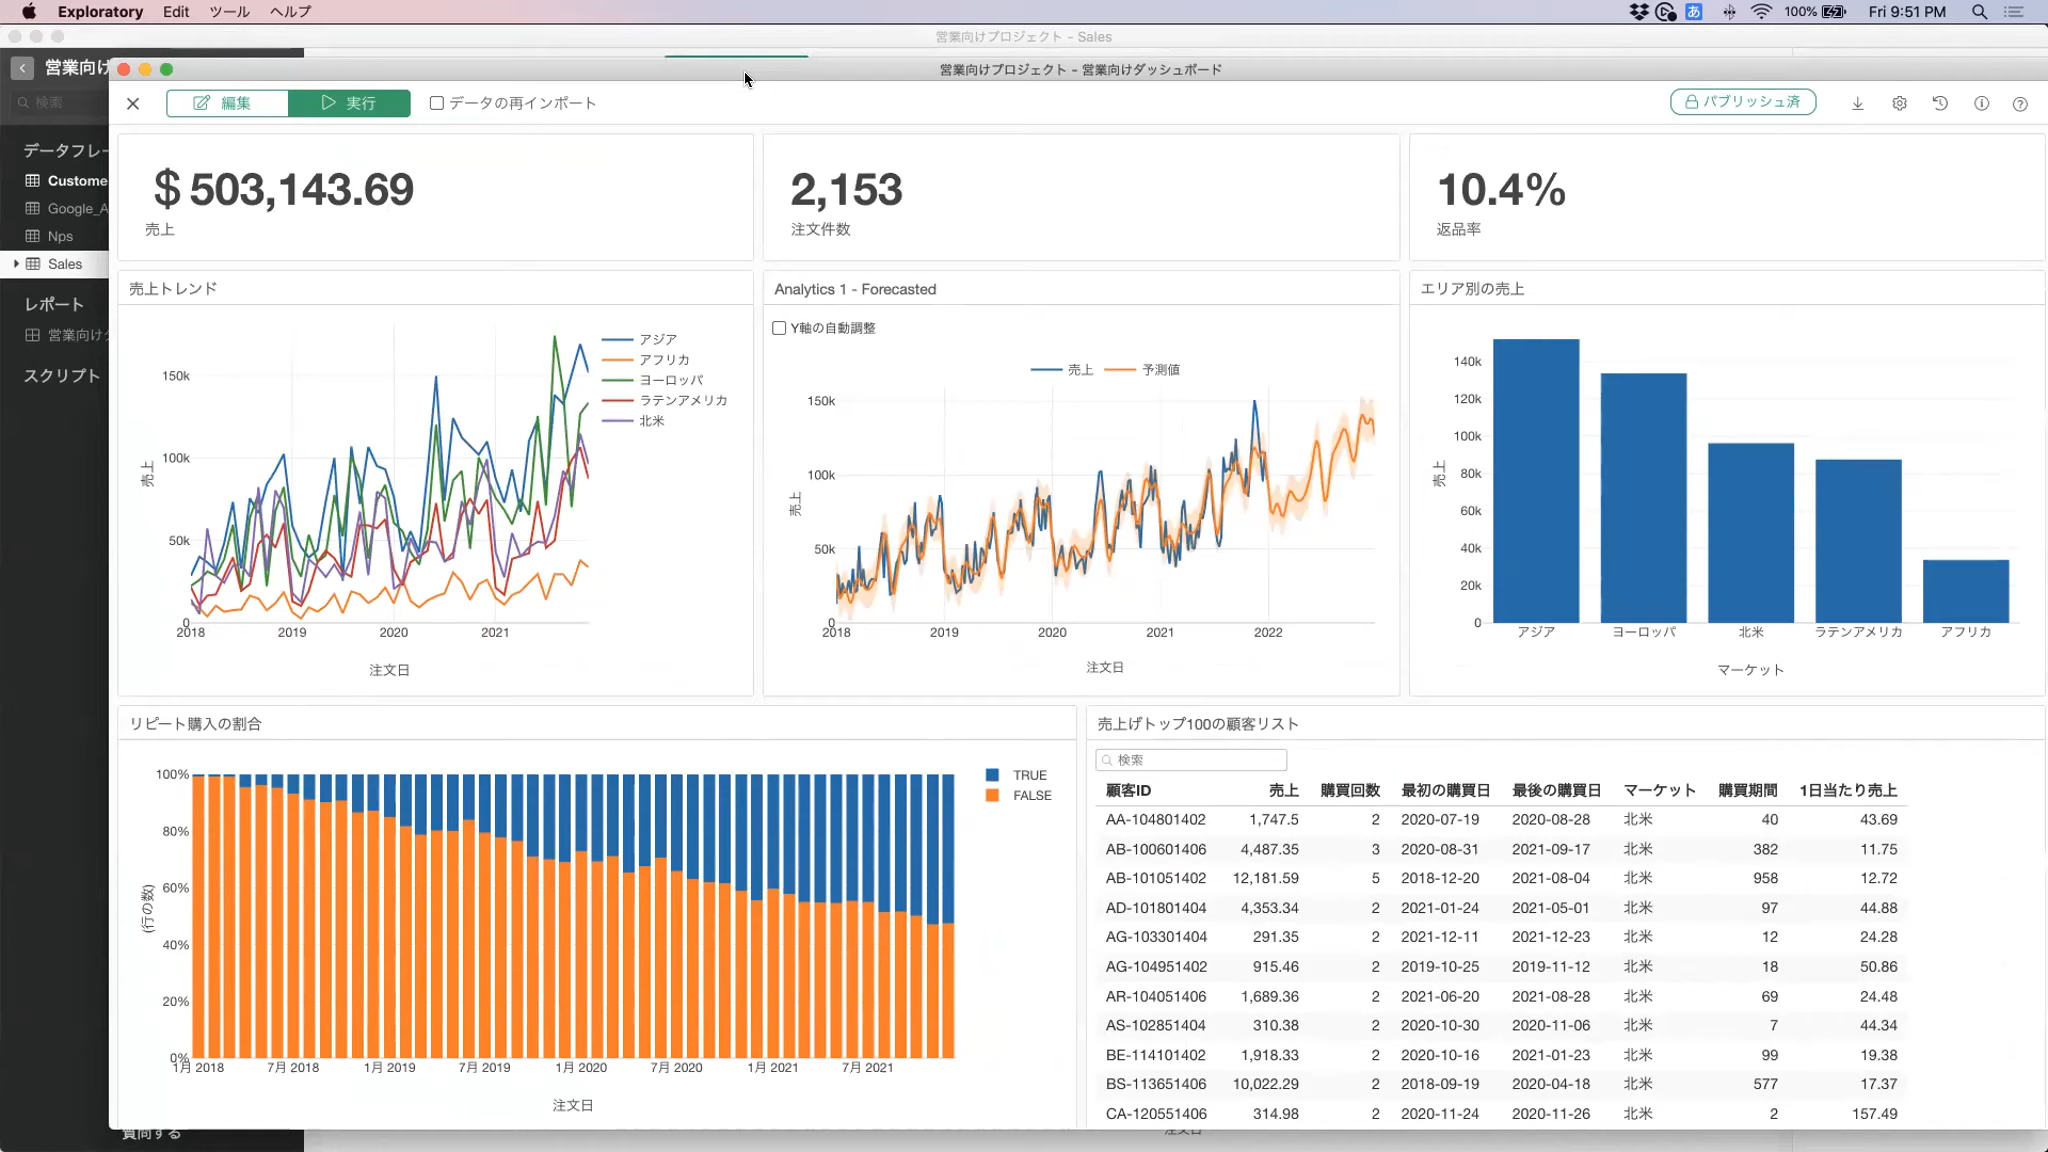 Exploratory Edit ツール ヘルプ
100% Fri 9:51 PM
営業向けプロジェクト - Sales
営業向け
検索
データフレー
Custome
Google_A
Nps
Sales
レポート
営業向けダ
スクリプト
質問する
営業向けプロジェクト - 営業向けダッシュボード
編集 実行 データの再インポート パブリッシュ済
$ 503,143.69
売上
2,153
注文件数
10.4%
返品率
売上トレンド
150k
100k
50k
0
2018 2019 2020 2021
売上
注文日
アジア
アフリカ
ヨーロッパ
ラテンアメリカ
北米
Analytics 1 - Forecasted
Y軸の自動調整
売上 予測値
150k
100k
50k
0
2018 2019 2020 2021 2022
売上
注文日
エリア別の売上
140k
120k
100k
80k
60k
40k
20k
0
売上
アジア ヨーロッパ 北米 ラテンアメリカ アフリカ
マーケット
リピート購入の割合
100%
80%
60%
40%
20%
0%
(行の数)
1月 2018 7月 2018 1月 2019 7月 2019 1月 2020 7月 2020 1月 2021 7月 2021
注文日
TRUE
FALSE
売上げトップ100の顧客リスト
検索
顧客ID 売上 購買回数 最初の購買日 最後の購買日 マーケット 購買期間 1日当たり売上
AA-104801402 1,747.5 2 2020-07-19 2020-08-28 北米 40 43.69
AB-100601406 4,487.35 3 2020-08-31 2021-09-17 北米 382 11.75
AB-101051402 12,181.59 5 2018-12-20 2021-08-04 北米 958 12.72
AD-101801404 4,353.34 2 2021-01-24 2021-05-01 北米 97 44.88
AG-103301404 291.35 2 2021-12-11 2021-12-23 北米 12 24.28
AG-104951402 915.46 2 2019-10-25 2019-11-12 北米 18 50.86
AR-104051406 1,689.36 2 2021-06-20 2021-08-28 北米 69 24.48
AS-102851404 310.38 2 2020-10-30 2020-11-06 北米 7 44.34
BE-114101402 1,918.33 2 2020-10-16 2021-01-23 北米 99 19.38
BS-113651406 10,022.29 2 2018-09-19 2020-04-18 北米 577 17.37
CA-120551406 314.98 2 2020-11-24 2020-11-26 北米 2 157.49
注文日